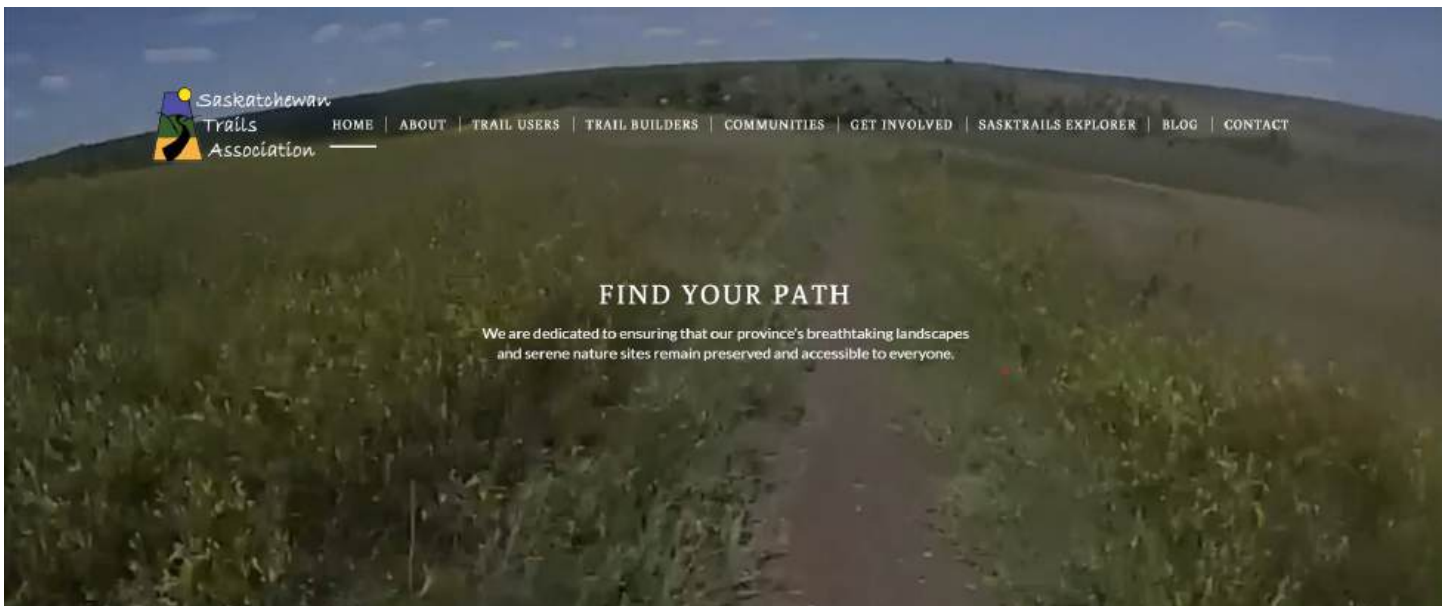 Saskatchewan
Trails
Association
HOME | ABOUT | TRAIL USERS | TRAIL BUILDERS | COMMUNITIES | GET INVOLVED | SASKTRAILS EXPLORER | BLOG | CONTACT
FIND YOUR PATH
We are dedicated to ensuring that our province's breathtaking landscapes
and serene nature sites remain preserved and accessible to everyone.